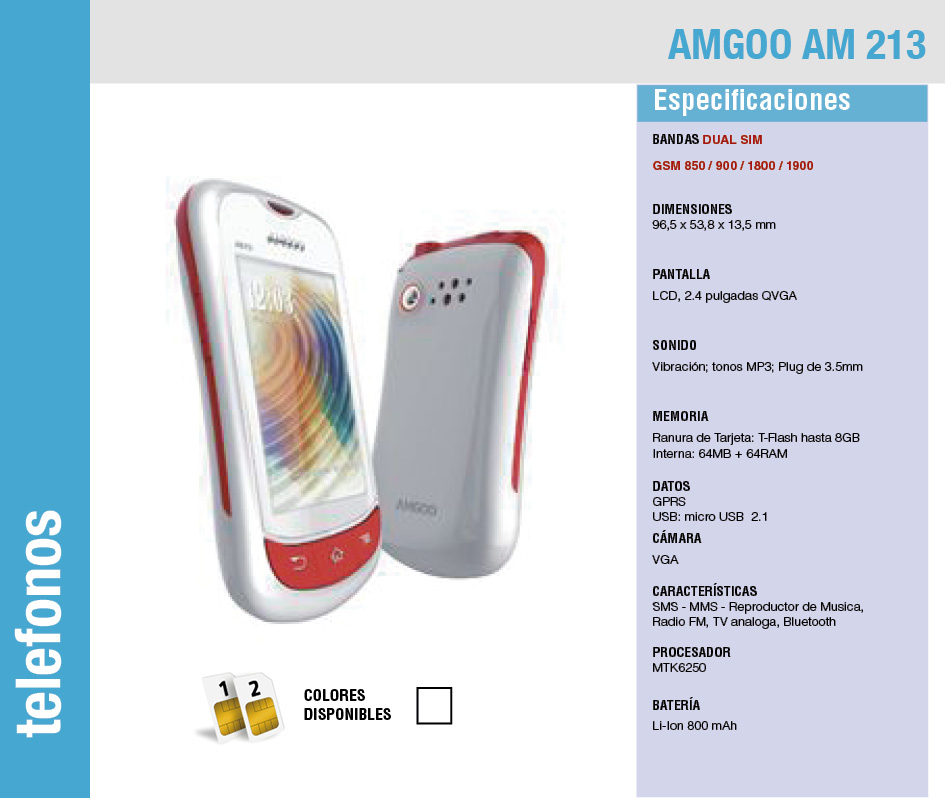 AMGOO AM 213
Especificaciones
BANDAS DUAL SIM
GSM 850 / 900 / 1800 / 1900
DIMENSIONES
96,5 x 53,8 x 13,5 mm
PANTALLA
LCD, 2.4 pulgadas QVGA
SONIDO
Vibración; tonos MP3; Plug de 3.5mm
MEMORIA
Ranura de Tarjeta: T-Flash hasta 8GB
Interna: 64MB + 64RAM
DATOS
GPRS
USB: micro USB 2.1
CÁMARA
VGA
CARACTERÍSTICAS
SMS - MMS - Reproductor de Musica,
Radio FM, TV analoga, Bluetooth
PROCESADOR
MTK6250
BATERÍA
Li-Ion 800 mAh
telefonos
AMGOO
12:03
AMGOO
1 2
COLORES
DISPONIBLES